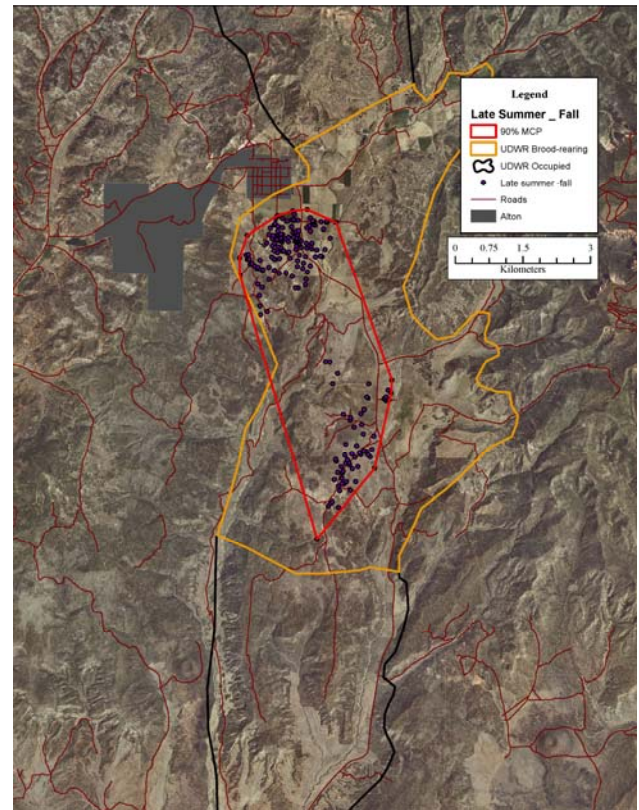 Legend
Late Summer _ Fall
90% MCP
UDWR Brood-rearing
UDWR Occupied
Late summer -fall
Roads
Alton
0 0.75 1.5 3
Kilometers